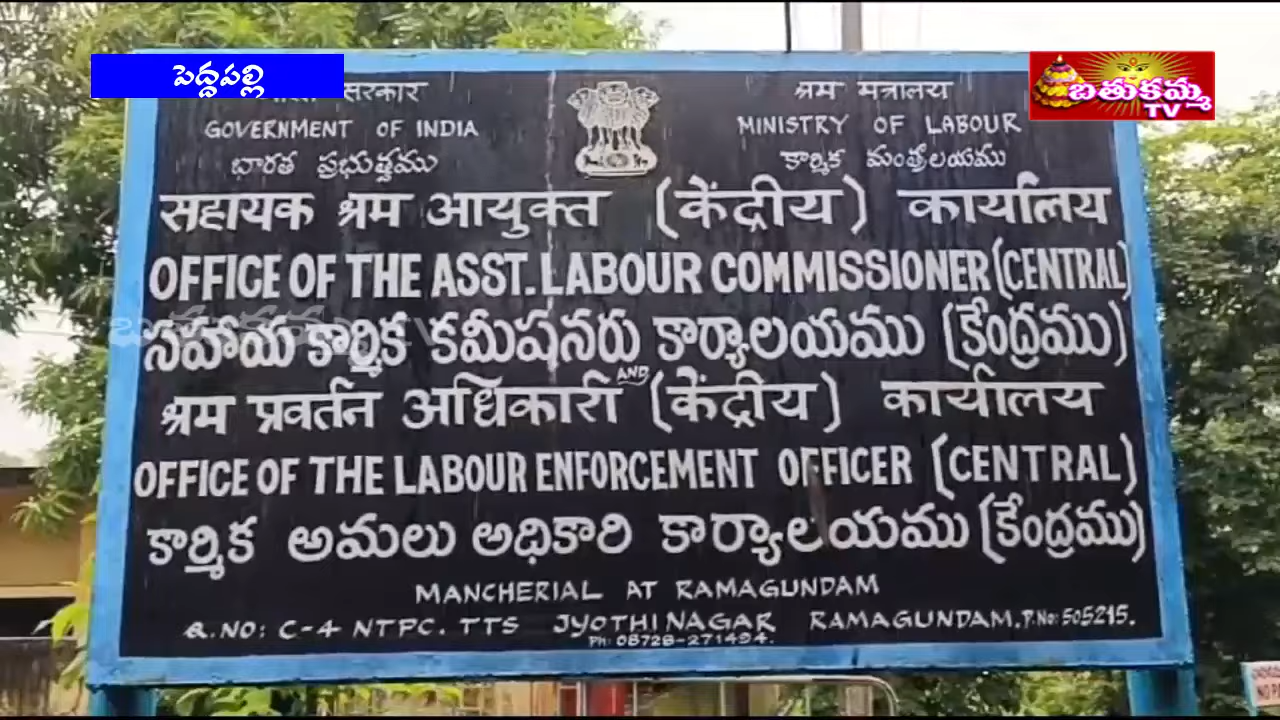 పెద్దపల్లి
బతుకమ్మ
TV
सरकार
श्रम मंत्रालय
GOVERNMENT OF INDIA
MINISTRY OF LABOUR
భారత ప్రభుత్వము
కార్మిక మంత్రలయము
सहायक श्रम आयुक्त (केंद्रीय) कार्यालय
OFFICE OF THE ASST. LABOUR COMMISSIONER (CENTRAL)
సహాయ కార్మిక కమీషనరు కార్యాలయము (కేంద్రము)
AND
श्रम प्रवर्तन अधिकारी (केंद्रीय) कार्यालय
OFFICE OF THE LABOUR ENFORCEMENT OFFICER (CENTRAL)
కార్మిక అమలు అధికారి కార్యాలయము (కేంద్రము)
MANCHERIAL AT RAMAGUNDAM
Q.NO: C-4 NTPC. TTS JYOTHI NAGAR RAMAGUNDAM. P.No: 505215.
PH: 08728-271494.
NO